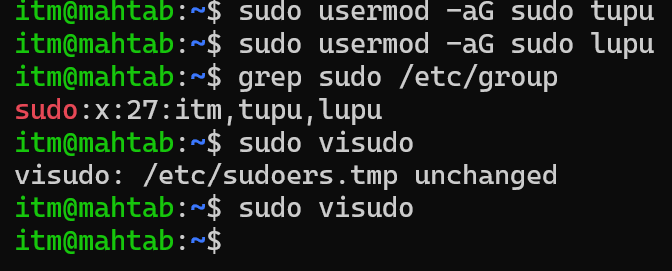 itm@mahtab:~$ sudo usermod -aG sudo tupu
itm@mahtab:~$ sudo usermod -aG sudo lupu
itm@mahtab:~$ grep sudo /etc/group
sudo:x:27:itm,tupu,lupu
itm@mahtab:~$ sudo visudo
visudo: /etc/sudoers.tmp unchanged
itm@mahtab:~$ sudo visudo
itm@mahtab:~$